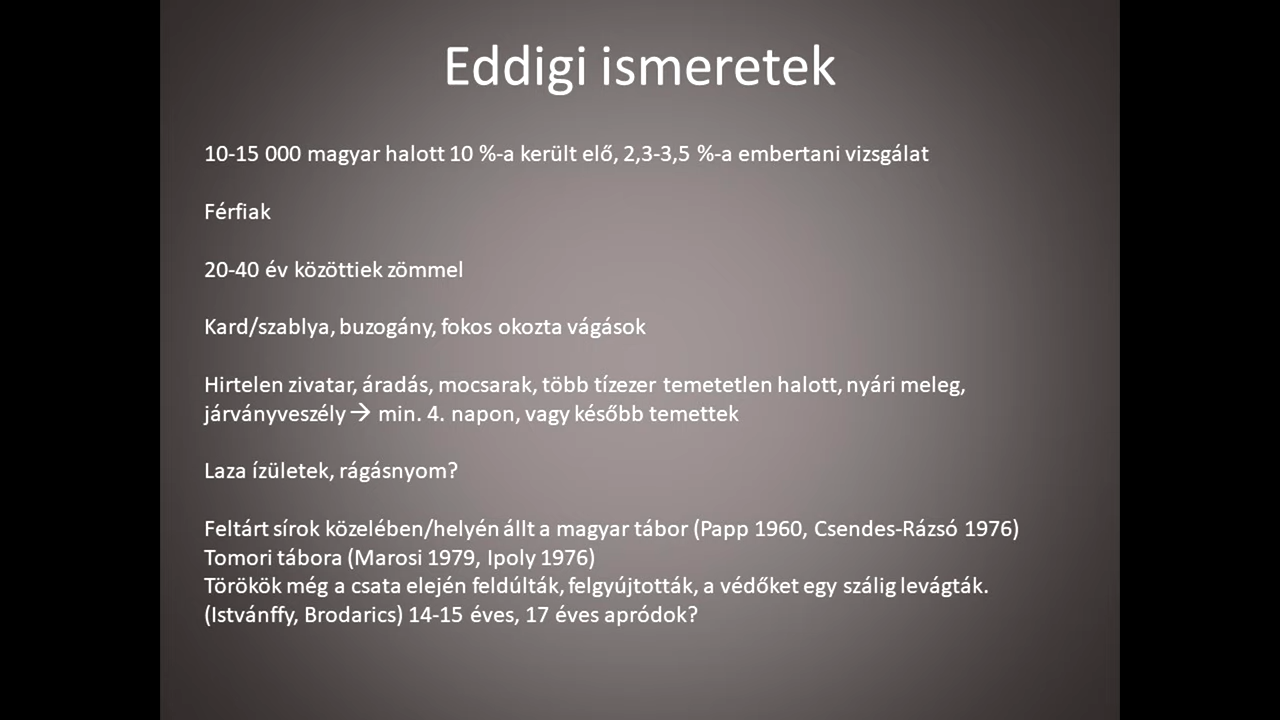 Eddigi ismeretek
10-15 000 magyar halott 10 %-a került elő, 2,3-3,5 %-a embertani vizsgálat
Férfiak
20-40 év közöttiek zömmel
Kard/szablya, buzogány, fokos okozta vágások
Hirtelen zivatar, áradás, mocsarak, több tízezer temetetlen halott, nyári meleg,
járványveszély → min. 4. napon, vagy később temettek
Laza ízületek, rágásnyom?
Feltárt sírok közelében/helyén állt a magyar tábor (Papp 1960, Csendes-Rázsó 1976)
Tomori tábora (Marosi 1979, Ipoly 1976)
Törökök még a csata elején feldúlták, felgyújtották, a védőket egy szálig levágták.
(Istvánffy, Brodarics) 14-15 éves, 17 éves apródok?